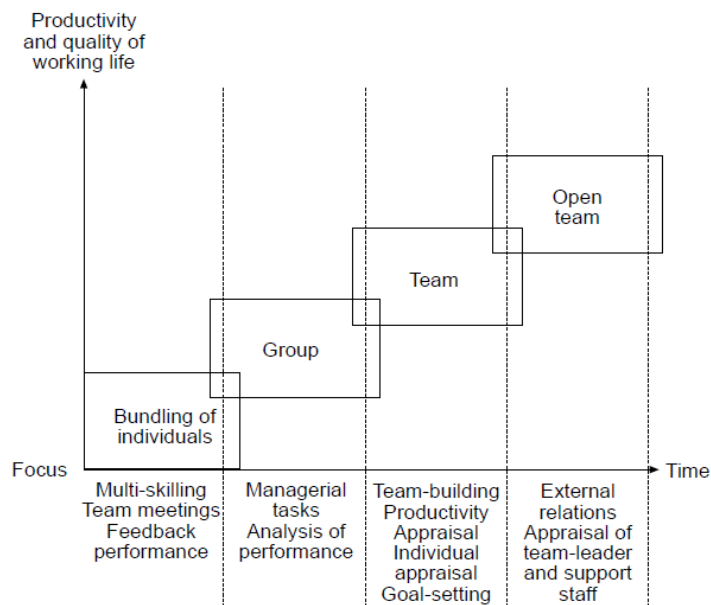 Productivity
and quality of
working life
Open
team
Team
Group
Bundling of
individuals
Focus
Time
Multi-skilling
Team meetings
Feedback
performance
Managerial
tasks
Analysis of
performance
Team-building
Productivity
Appraisal
Individual
appraisal
Goal-setting
External
relations
Appraisal of
team-leader
and support
staff